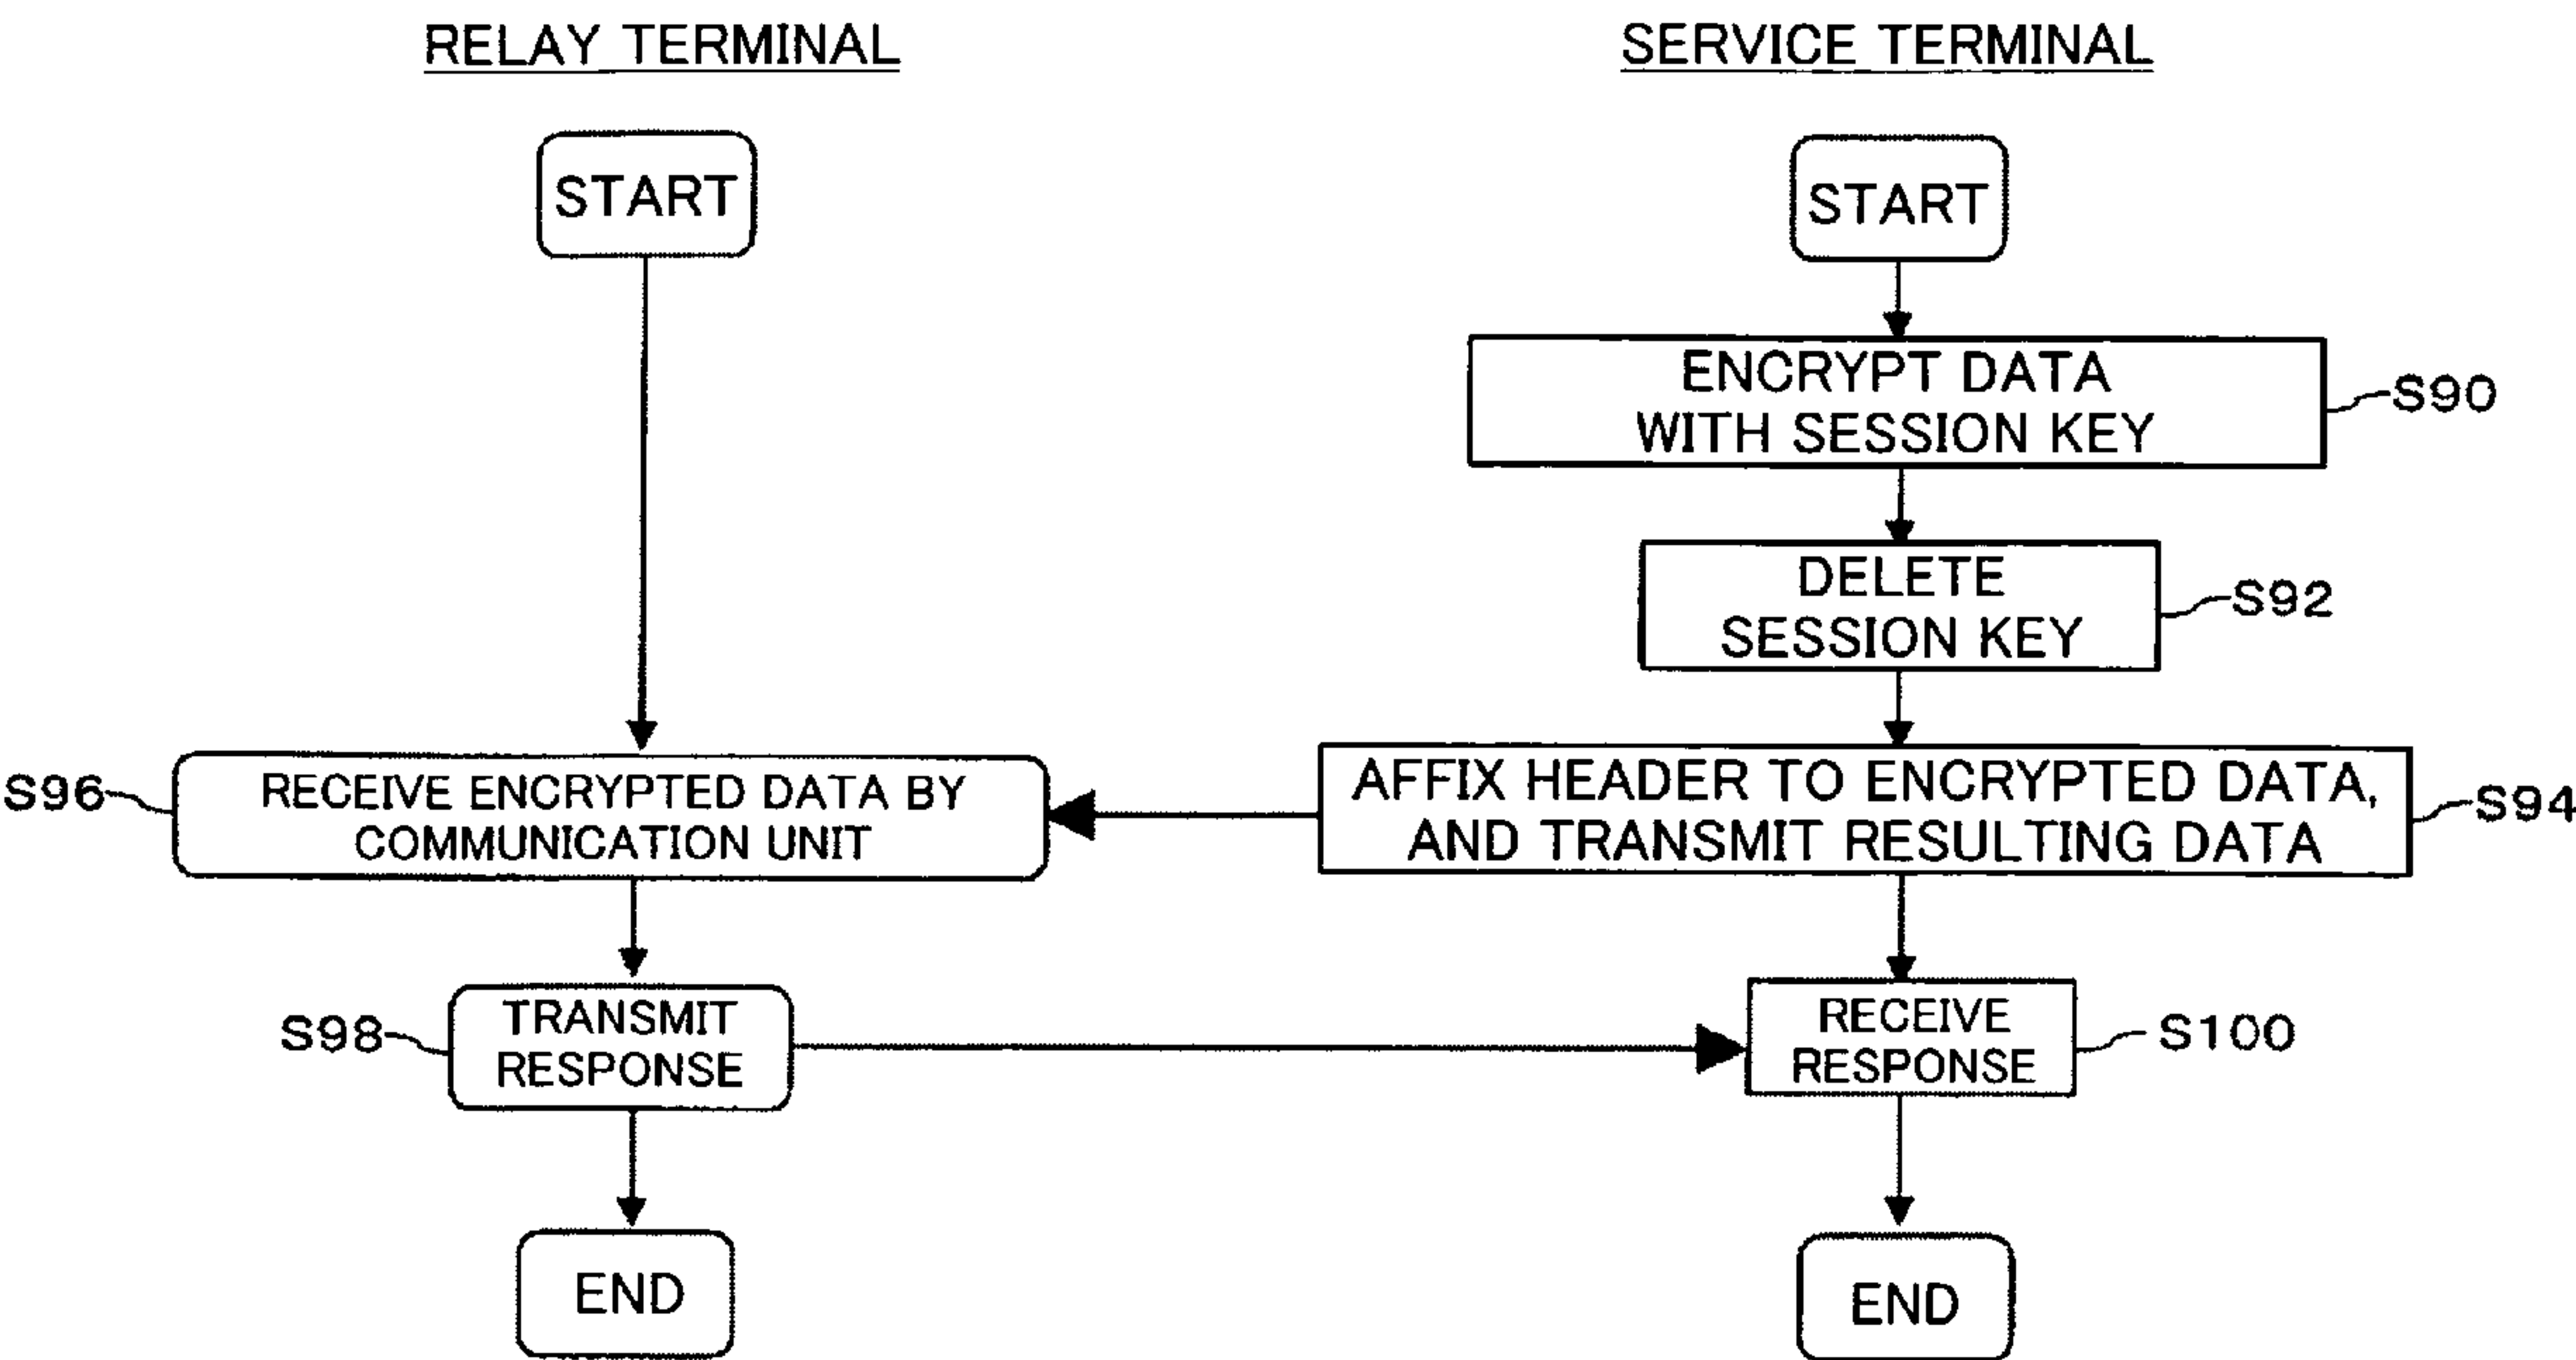 RELAY TERMINAL
SERVICE TERMINAL
START
START
ENCRYPT DATA
WITH SESSION KEY
S90
DELETE
SESSION KEY
S92
S96
RECEIVE ENCRYPTED DATA BY
COMMUNICATION UNIT
AFFIX HEADER TO ENCRYPTED DATA,
AND TRANSMIT RESULTING DATA
S94
S98
TRANSMIT
RESPONSE
RECEIVE
RESPONSE
S100
END
END